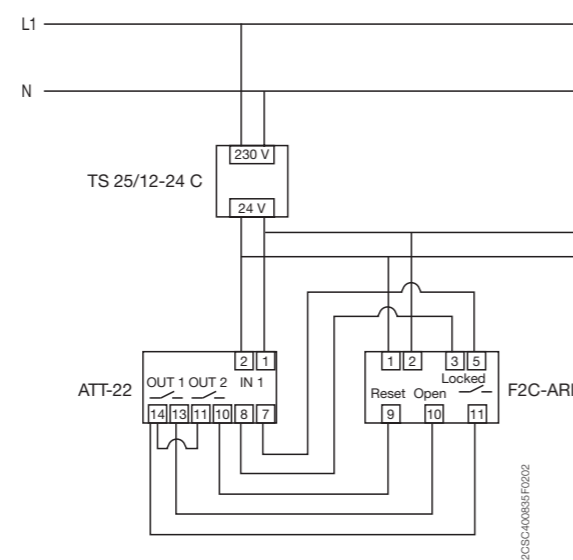 L1
N
230 V
TS 25/12-24 C
24 V
2 1
1 2 3 5
ATT-22
OUT 1 OUT 2 IN 1
Locked
Reset Open
F2C-ARI
14 13 11 10 8 7
9 10 11
2CSC400835F0202